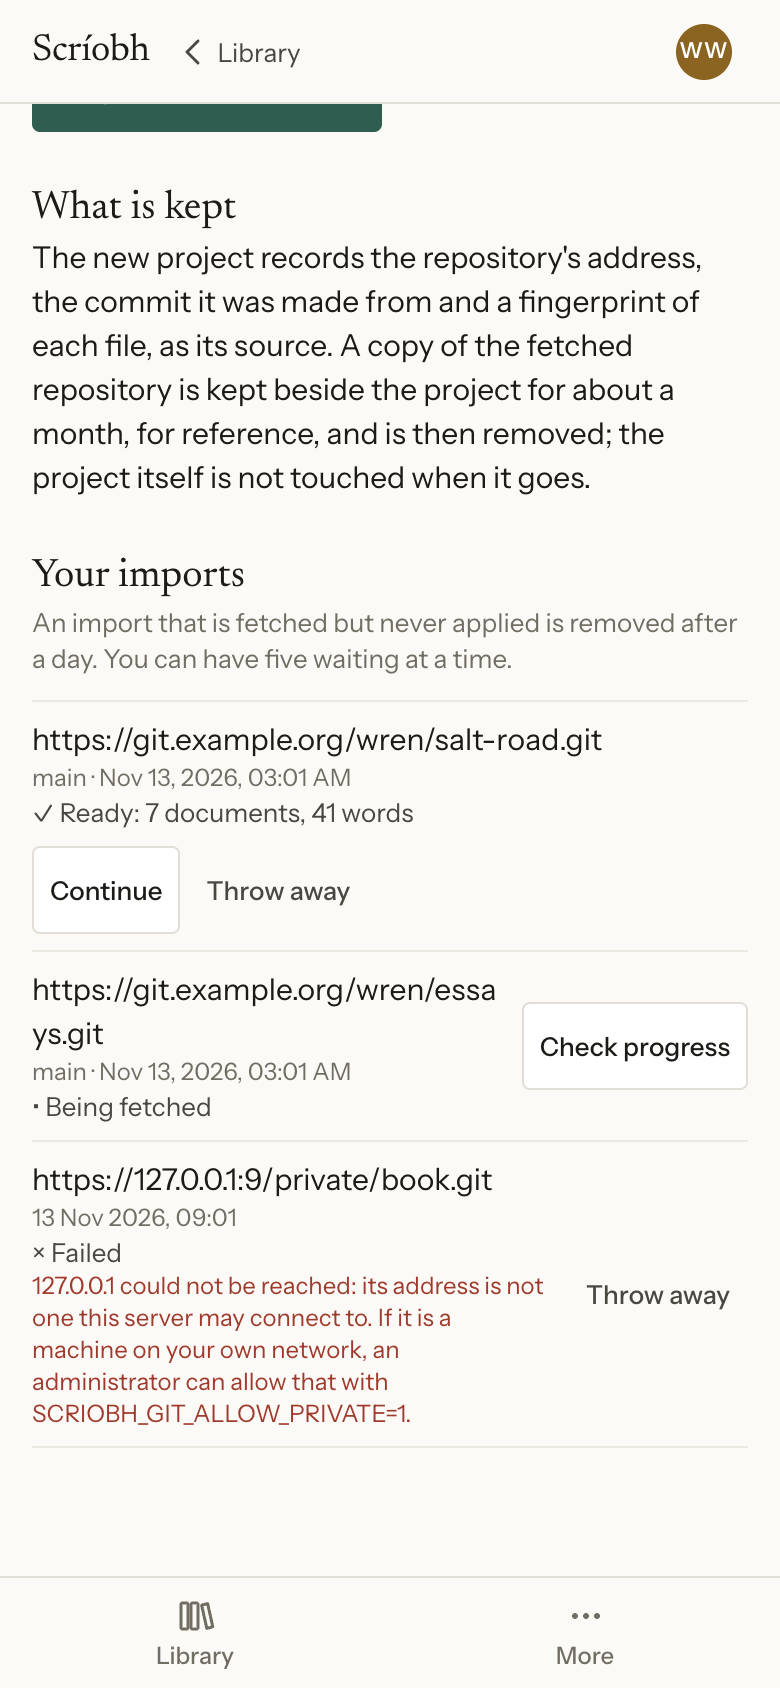 Scríobh
Library
WW
What is kept
The new project records the repository's address,
the commit it was made from and a fingerprint of
each file, as its source. A copy of the fetched
repository is kept beside the project for about a
month, for reference, and is then removed; the
project itself is not touched when it goes.
Your imports
An import that is fetched but never applied is removed after
a day. You can have five waiting at a time.
https://git.example.org/wren/salt-road.git
main · Nov 13, 2026, 03:01 AM
✓ Ready: 7 documents, 41 words
Continue
Throw away
https://git.example.org/wren/essa
ys.git
main · Nov 13, 2026, 03:01 AM
· Being fetched
Check progress
https://127.0.0.1:9/private/book.git
13 Nov 2026, 09:01
× Failed
127.0.0.1 could not be reached: its address is not
one this server may connect to. If it is a
machine on your own network, an
administrator can allow that with
SCRIOBH_GIT_ALLOW_PRIVATE=1.
Throw away
Library
More